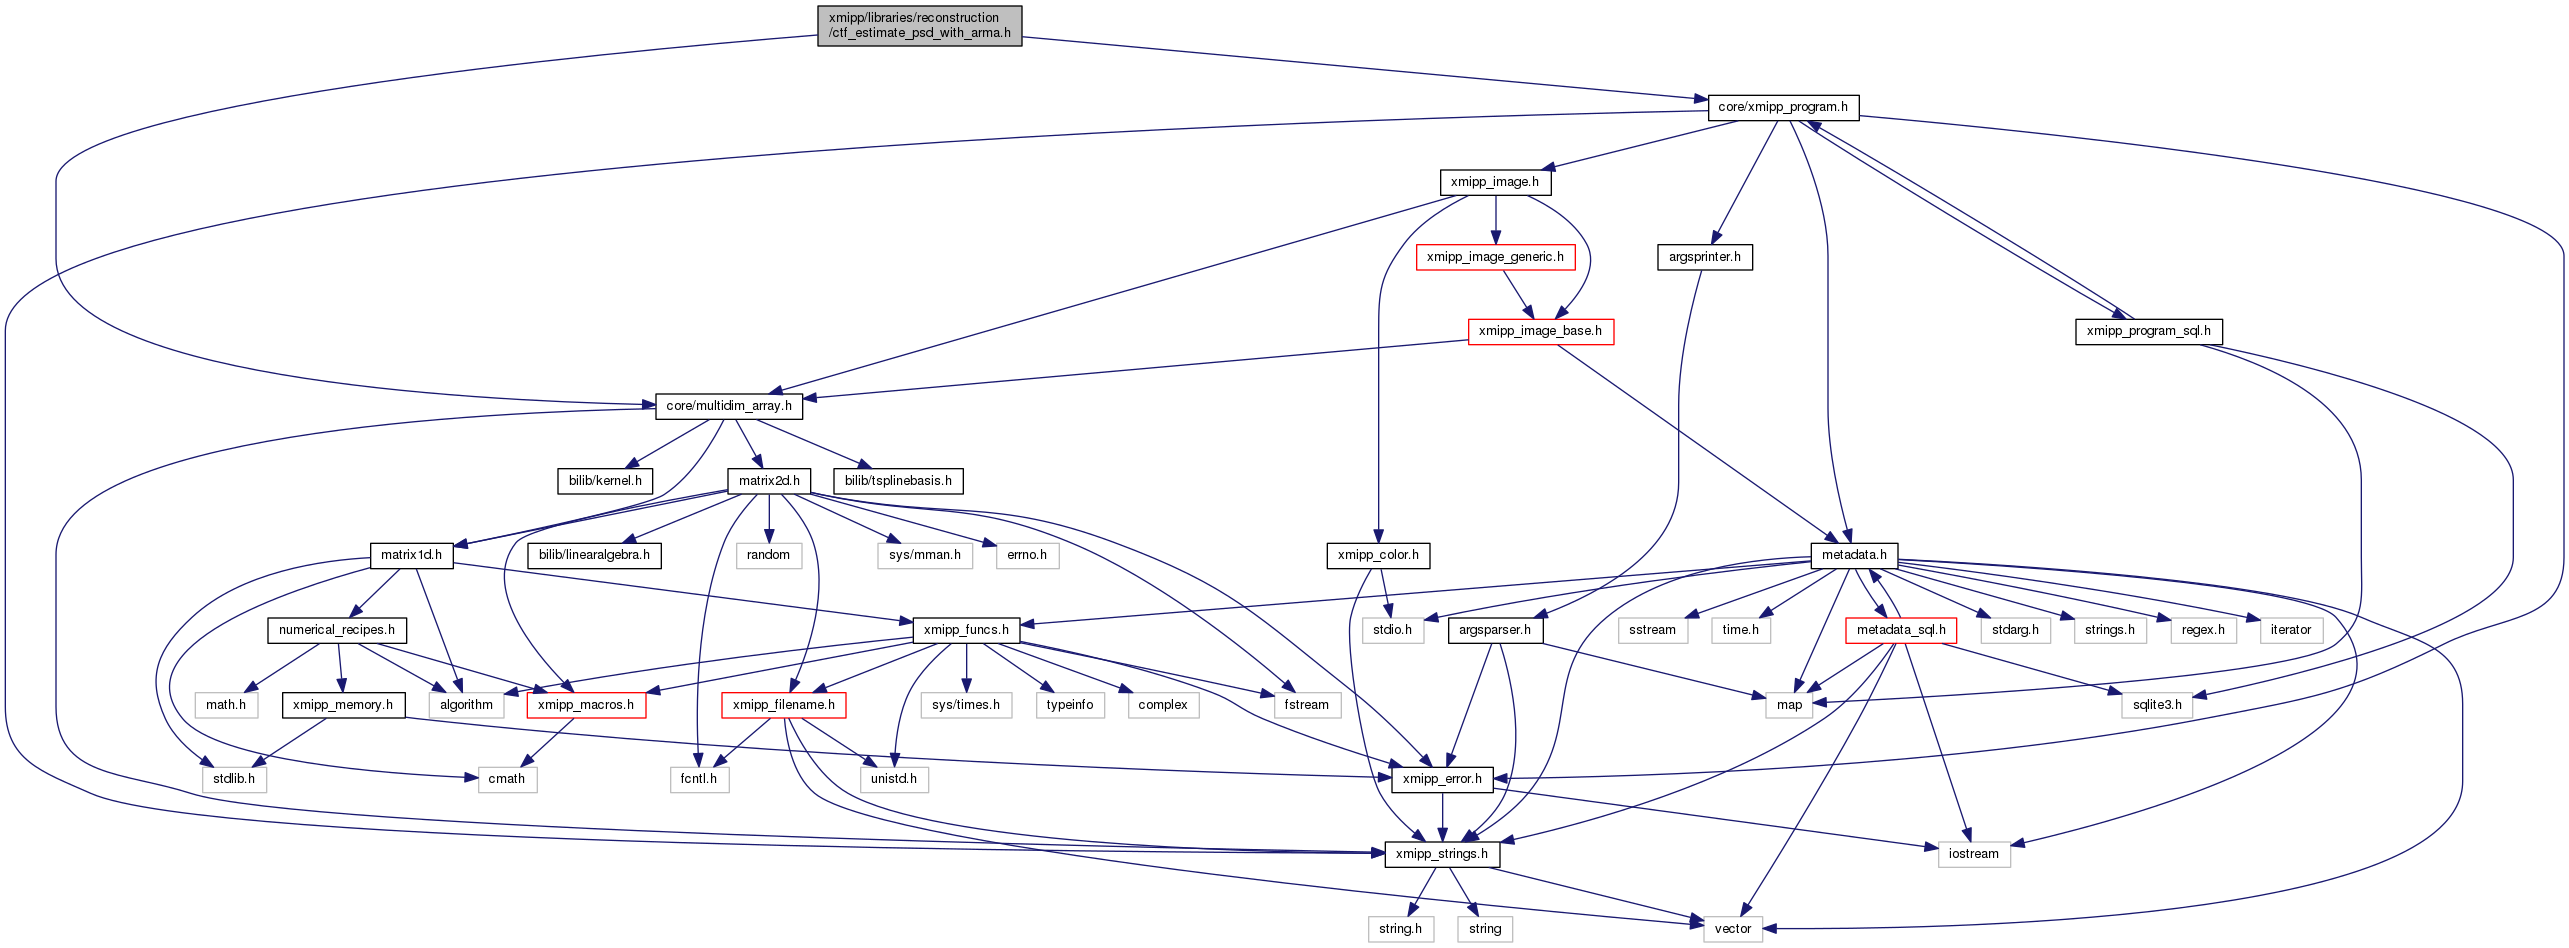 xmipp/libraries/reconstruction
/ctf_estimate_psd_with_arma.h
core/xmipp_program.h
xmipp_image.h
xmipp_image_generic.h
argsprinter.h
xmipp_image_base.h
xmipp_program_sql.h
core/multidim_array.h
bilib/kernel.h
matrix2d.h
bilib/tsplinebasis.h
matrix1d.h
bilib/linearalgebra.h
random
sys/mman.h
errno.h
xmipp_color.h
metadata.h
numerical_recipes.h
xmipp_funcs.h
stdio.h
argsparser.h
sstream
time.h
metadata_sql.h
stdarg.h
strings.h
regex.h
iterator
math.h
xmipp_memory.h
algorithm
xmipp_macros.h
xmipp_filename.h
sys/times.h
typeinfo
complex
fstream
map
sqlite3.h
stdlib.h
cmath
fcntl.h
unistd.h
xmipp_error.h
xmipp_strings.h
iostream
string.h
string
vector